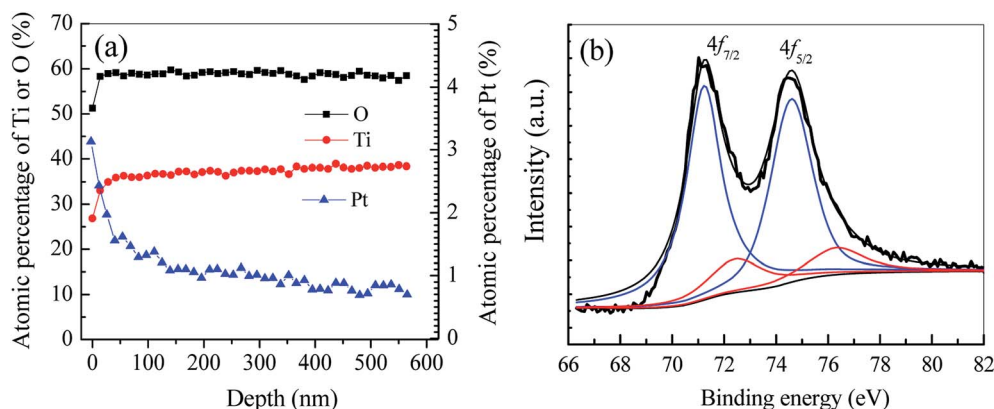 (a)
Atomic percentage of Ti or O (%)
70
60
50
40
30
20
10
0
O
Ti
Pt
5
4
3
2
1
0
Atomic percentage of Pt (%)
0 100 200 300 400 500 600
Depth (nm)
(b)
4f7/2
4f5/2
Intensity (a.u.)
66 68 70 72 74 76 78 80 82
Binding energy (eV)